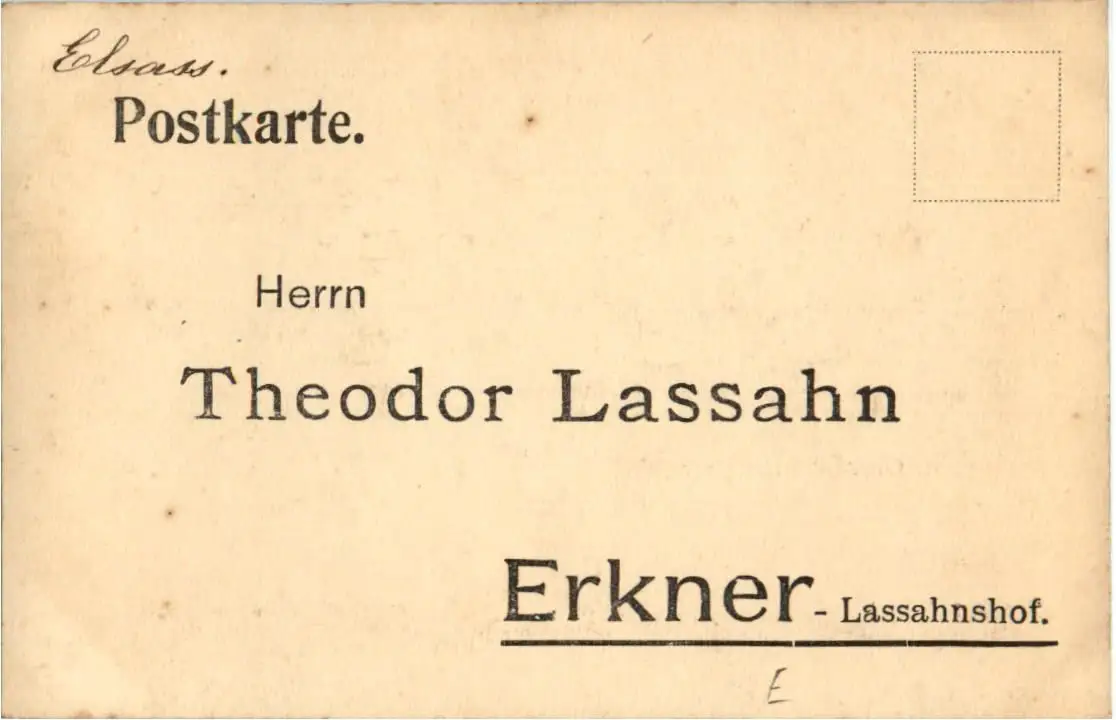 Elsass.
Postkarte.
Herrn
Theodor Lassahn
Erkner - Lassahnshof.
E